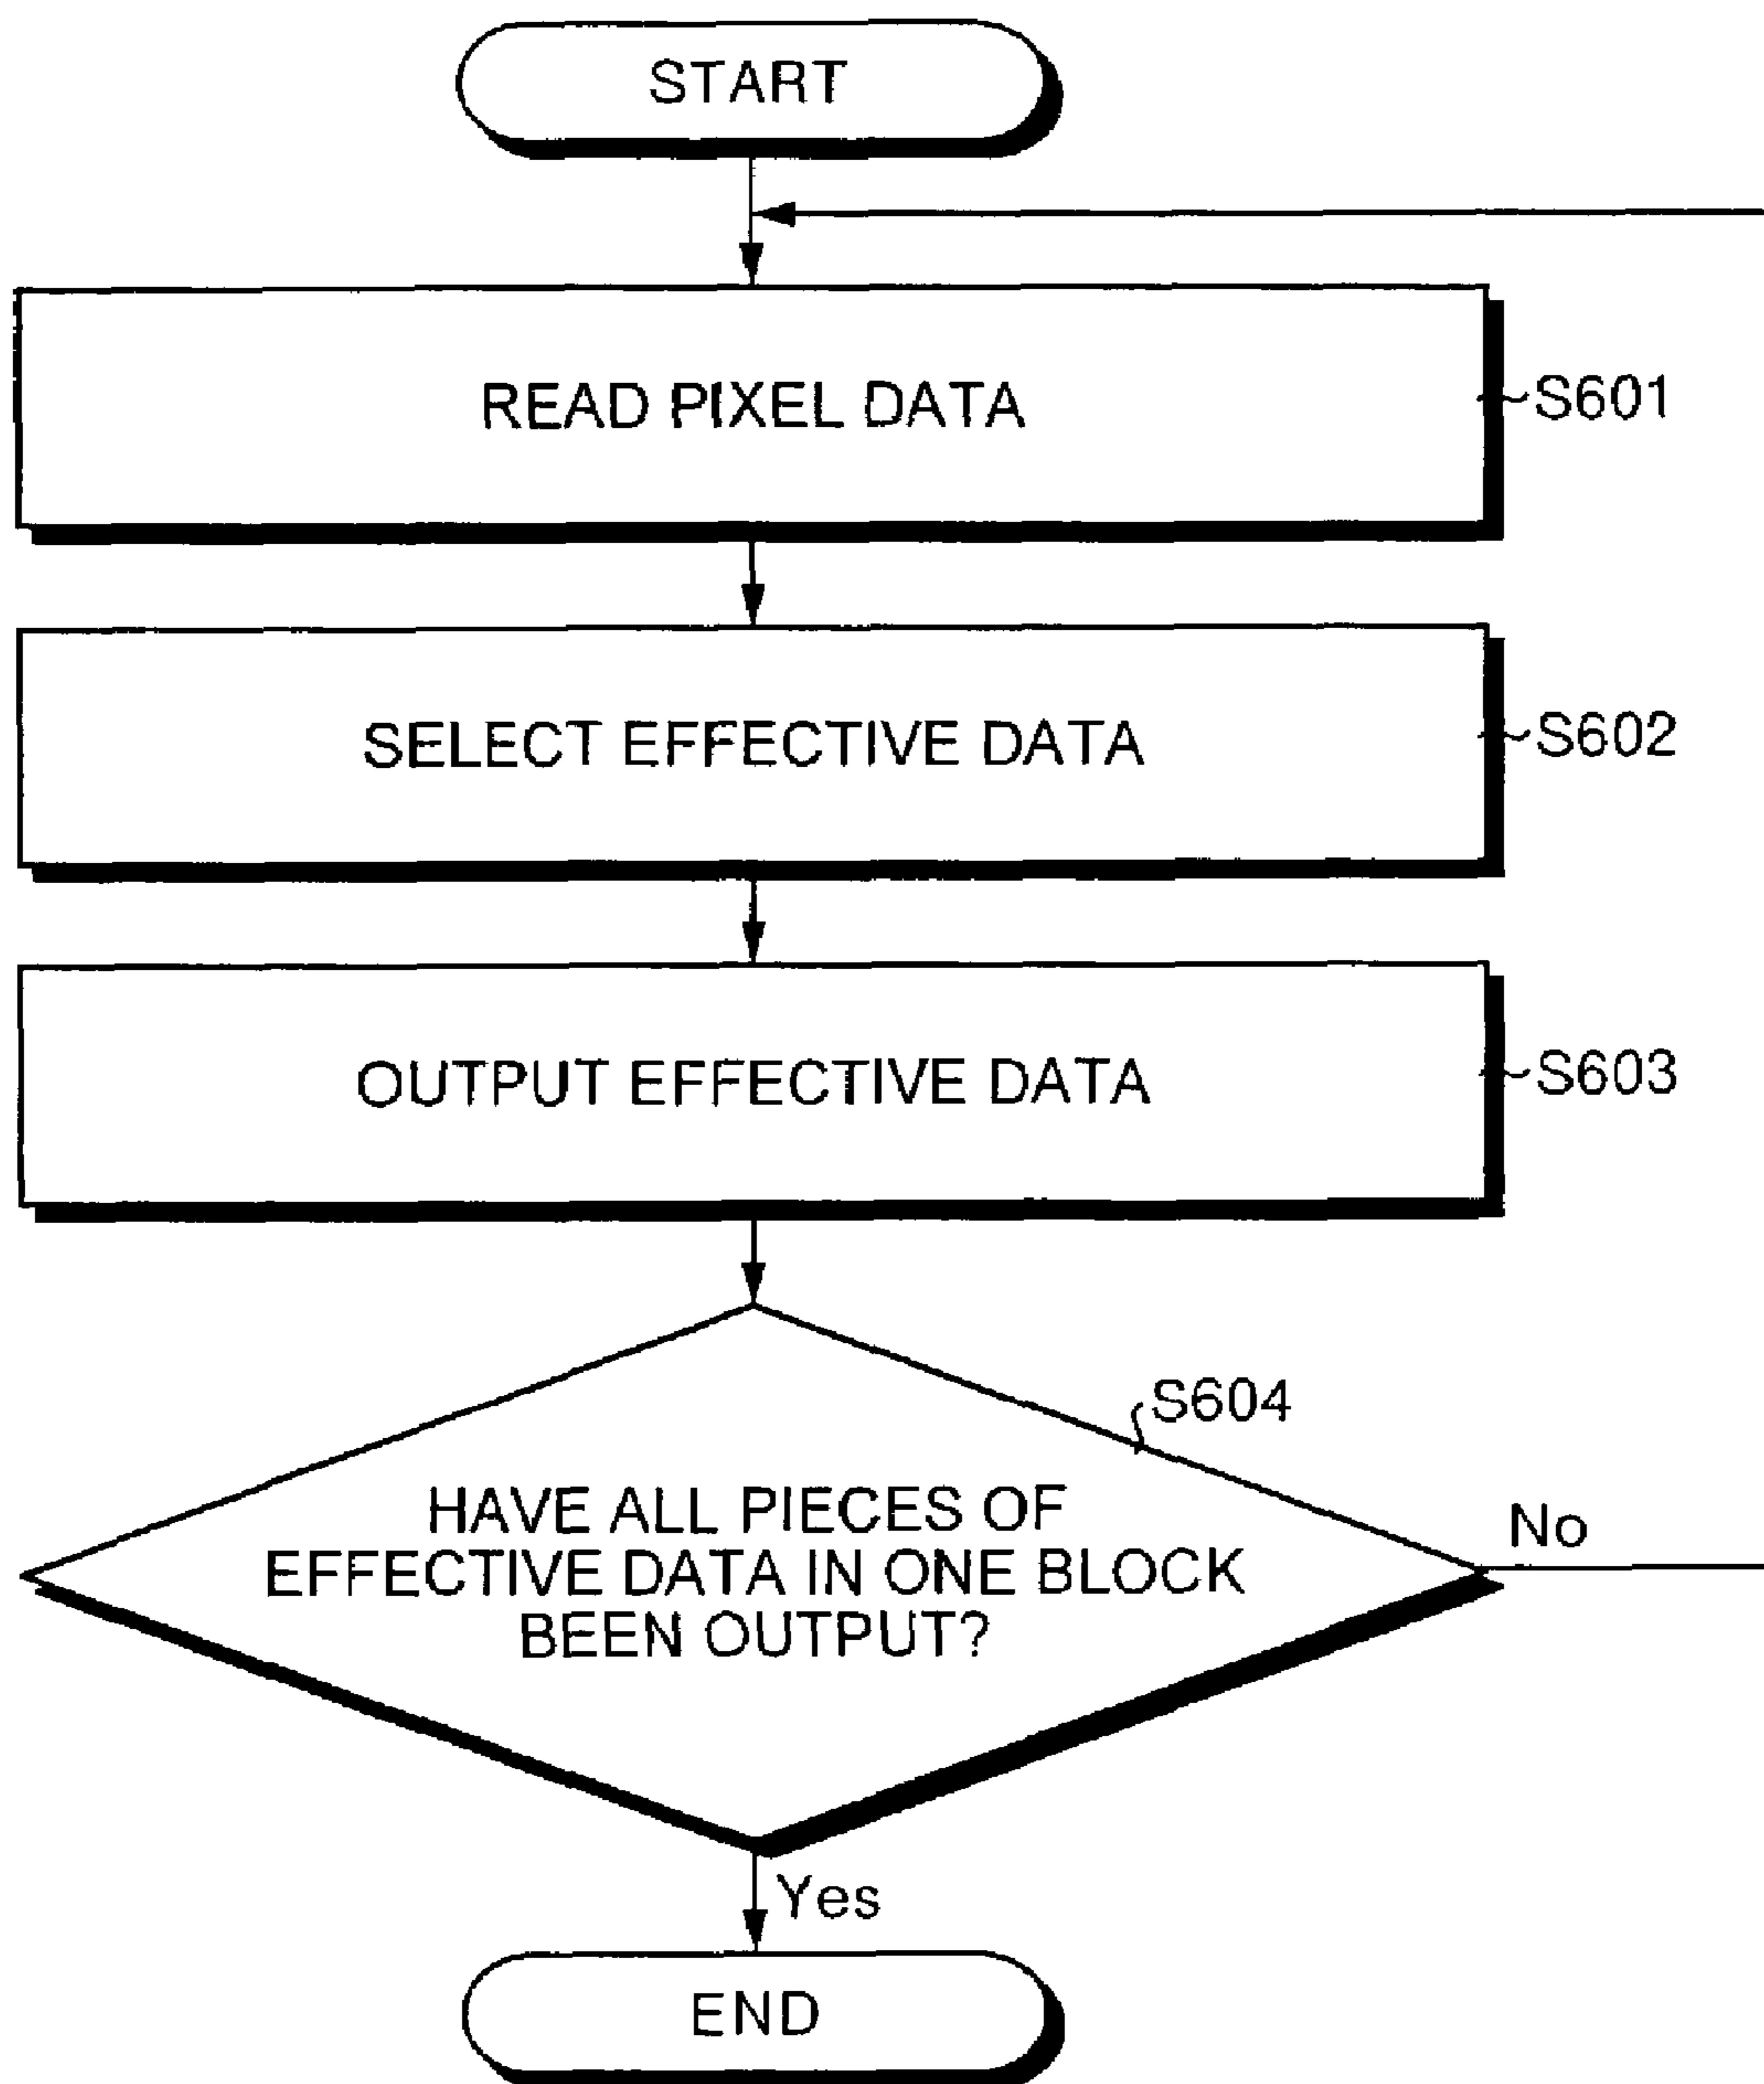 START
READ PIXEL DATA
S601
SELECT EFFECTIVE DATA
S602
OUTPUT EFFECTIVE DATA
S603
S604
HAVE ALL PIECES OF
EFFECTIVE DATA IN ONE BLOCK
BEEN OUTPUT?
No
Yes
END